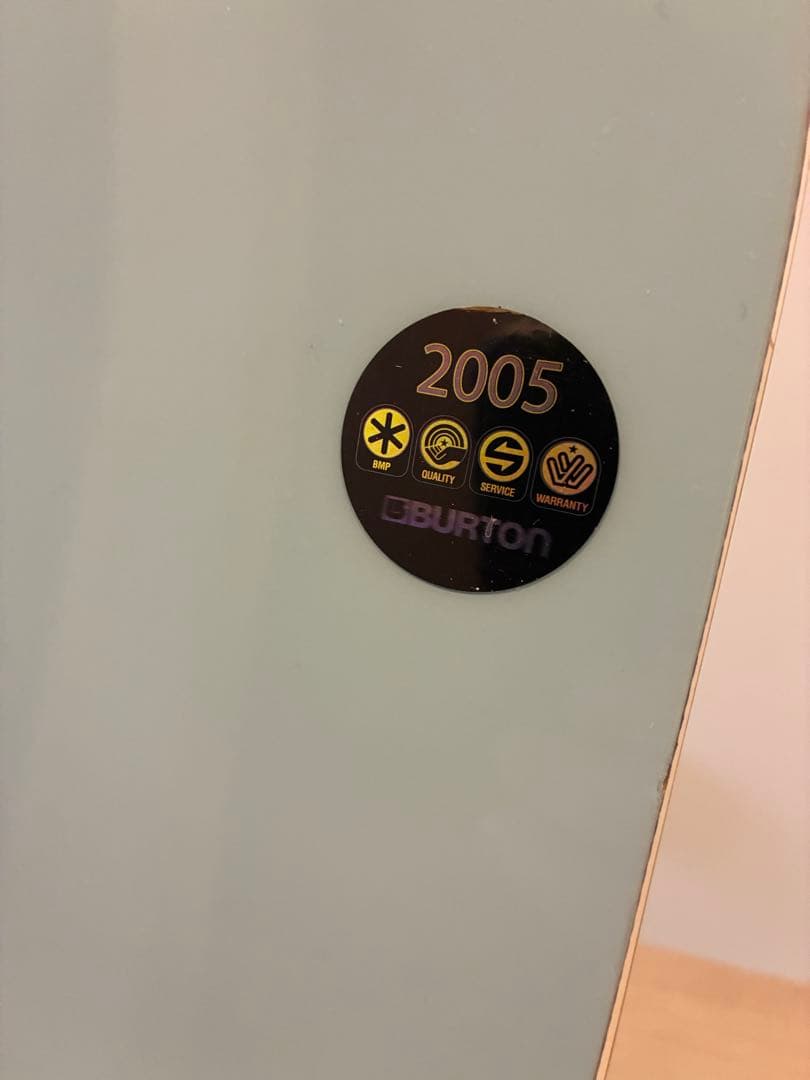 2005
BMP QUALITY SERVICE WARRANTY
BURTON